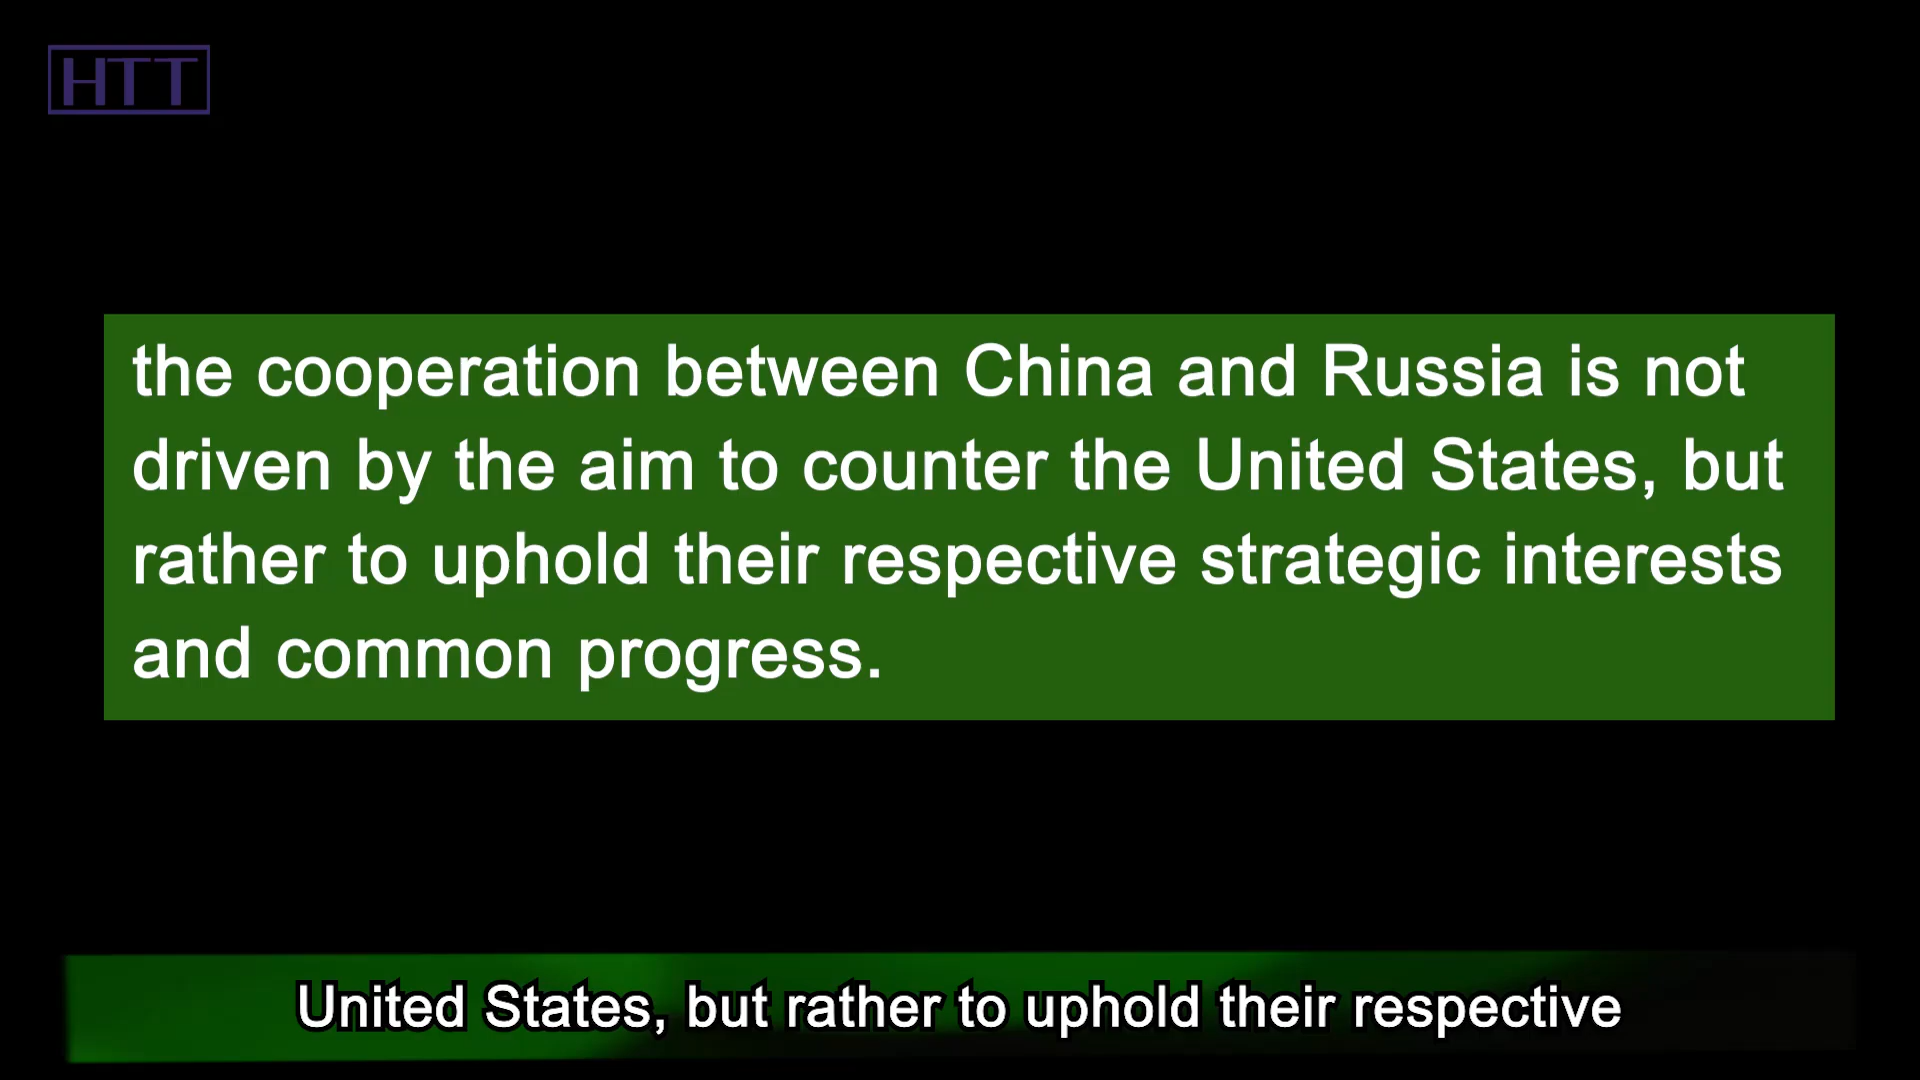 HTT
the cooperation between China and Russia is not
driven by the aim to counter the United States, but
rather to uphold their respective strategic interests
and common progress.
United States, but rather to uphold their respective